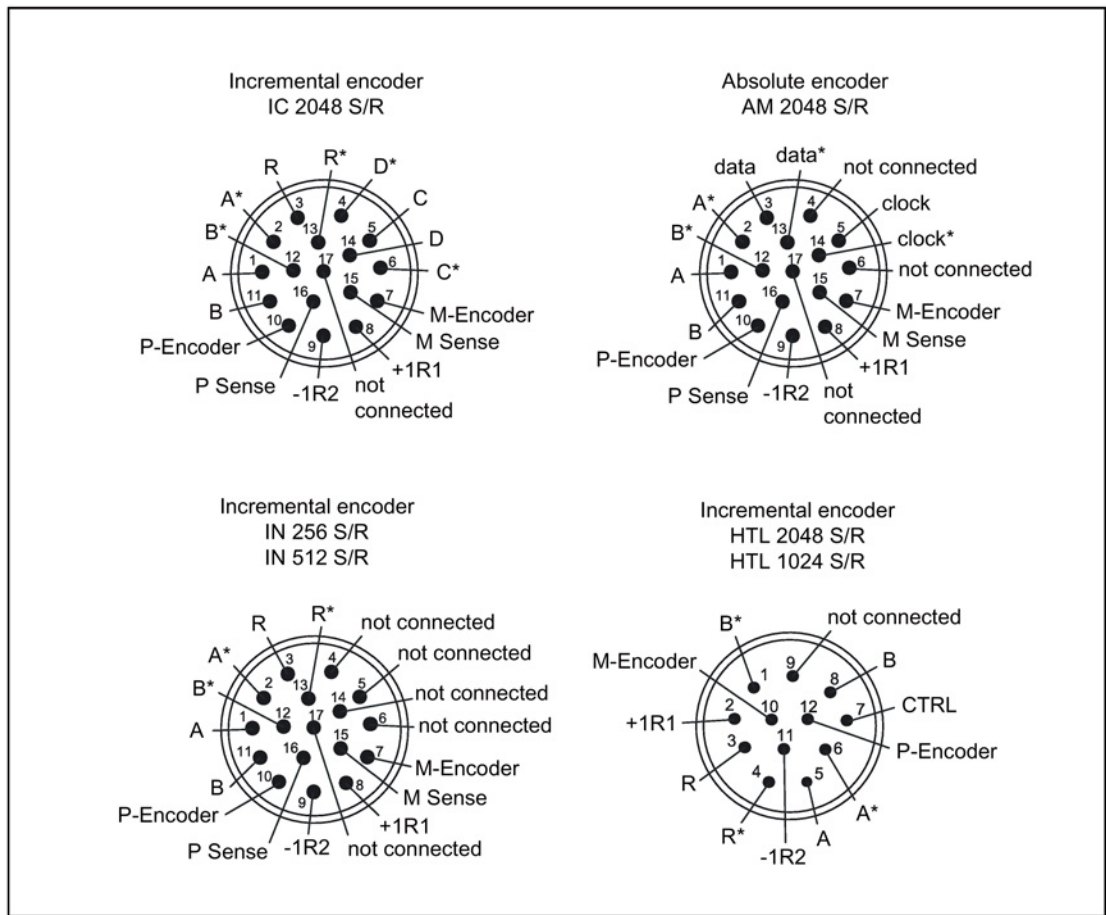 Incremental encoder
IC 2048 S/R
R
R*
D*
A*
C
B*
D
A
C*
B
M-Encoder
P-Encoder
M Sense
P Sense
-1R2
+1R1
not
connected
1
2
3
4
5
6
7
8
9
10
11
12
13
14
15
16
17
Absolute encoder
AM 2048 S/R
data
data*
not connected
A*
clock
B*
clock*
A
not connected
B
M-Encoder
P-Encoder
M Sense
P Sense
-1R2
+1R1
not
connected
1
2
3
4
5
6
7
8
9
10
11
12
13
14
15
16
17
Incremental encoder
IN 256 S/R
IN 512 S/R
R
R*
not connected
A*
not connected
B*
not connected
A
not connected
B
M-Encoder
P-Encoder
M Sense
P Sense
-1R2
+1R1
not connected
1
2
3
4
5
6
7
8
9
10
11
12
13
14
15
16
17
Incremental encoder
HTL 2048 S/R
HTL 1024 S/R
B*
not connected
M-Encoder
B
+1R1
CTRL
R
P-Encoder
R*
-1R2
A
A*
1
2
3
4
5
6
7
8
9
10
11
12